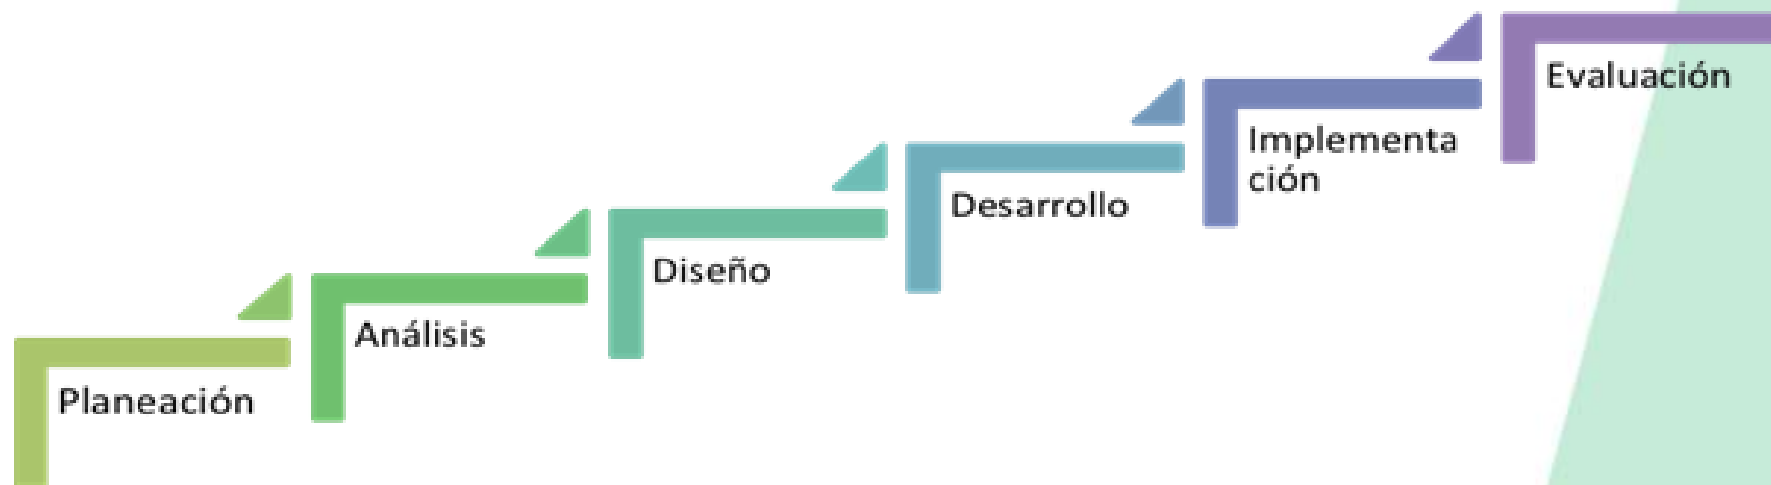 Planeación
Análisis
Diseño
Desarrollo
Implementa
ción
Evaluación